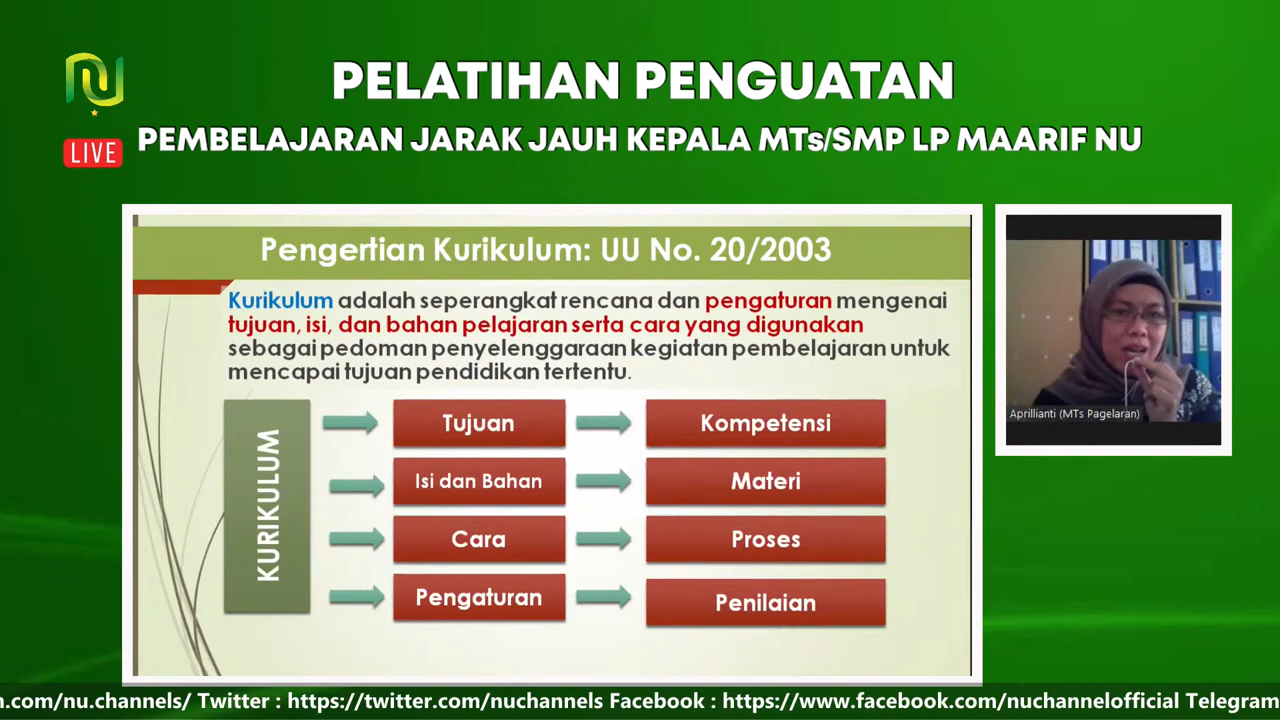 PELATIHAN PENGUATAN
LIVE
PEMBELAJARAN JARAK JAUH KEPALA MTs/SMP LP MAARIF NU
Pengertian Kurikulum: UU No. 20/2003
Kurikulum adalah seperangkat rencana dan pengaturan mengenai
tujuan, isi, dan bahan pelajaran serta cara yang digunakan
sebagai pedoman penyelenggaraan kegiatan pembelajaran untuk
mencapai tujuan pendidikan tertentu.
KURIKULUM
Tujuan
Kompetensi
Isi dan Bahan
Materi
Cara
Proses
Pengaturan
Penilaian
Aprillianti (MTs Pagelaran)
n.com/nu.channels/ Twitter : https://twitter.com/nuchannels Facebook : https://www.facebook.com/nuchannelofficial Telegram